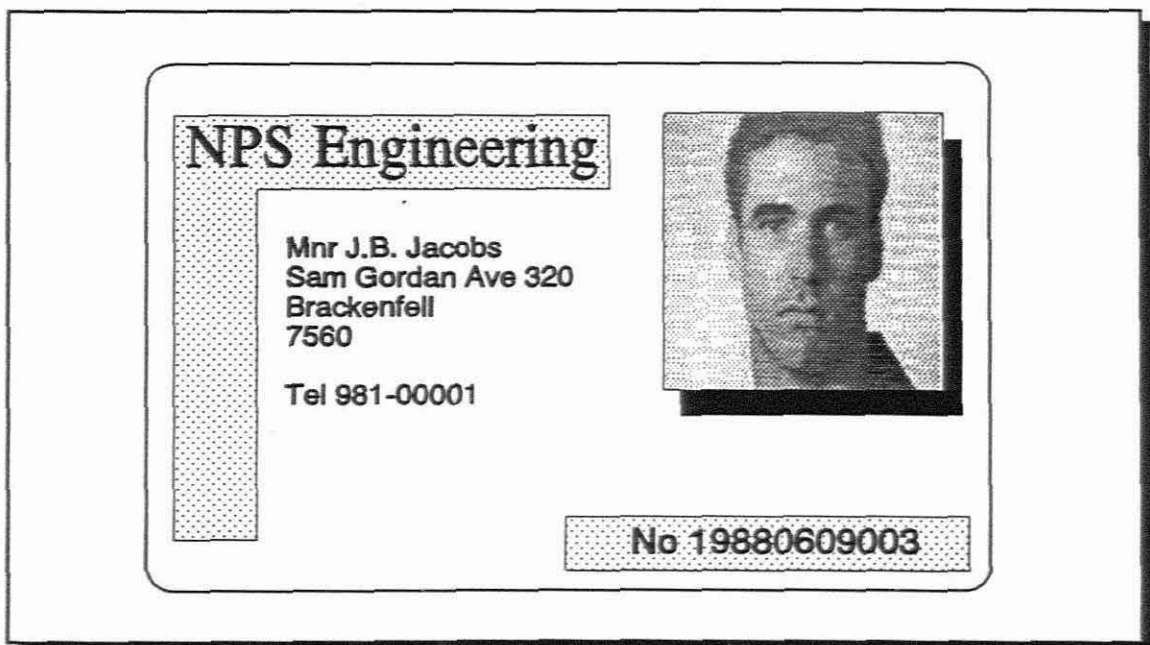 NPS Engineering
Mnr J.B. Jacobs
Sam Gordan Ave 320
Brackenfell
7560
Tel 981-00001
No 19880609003